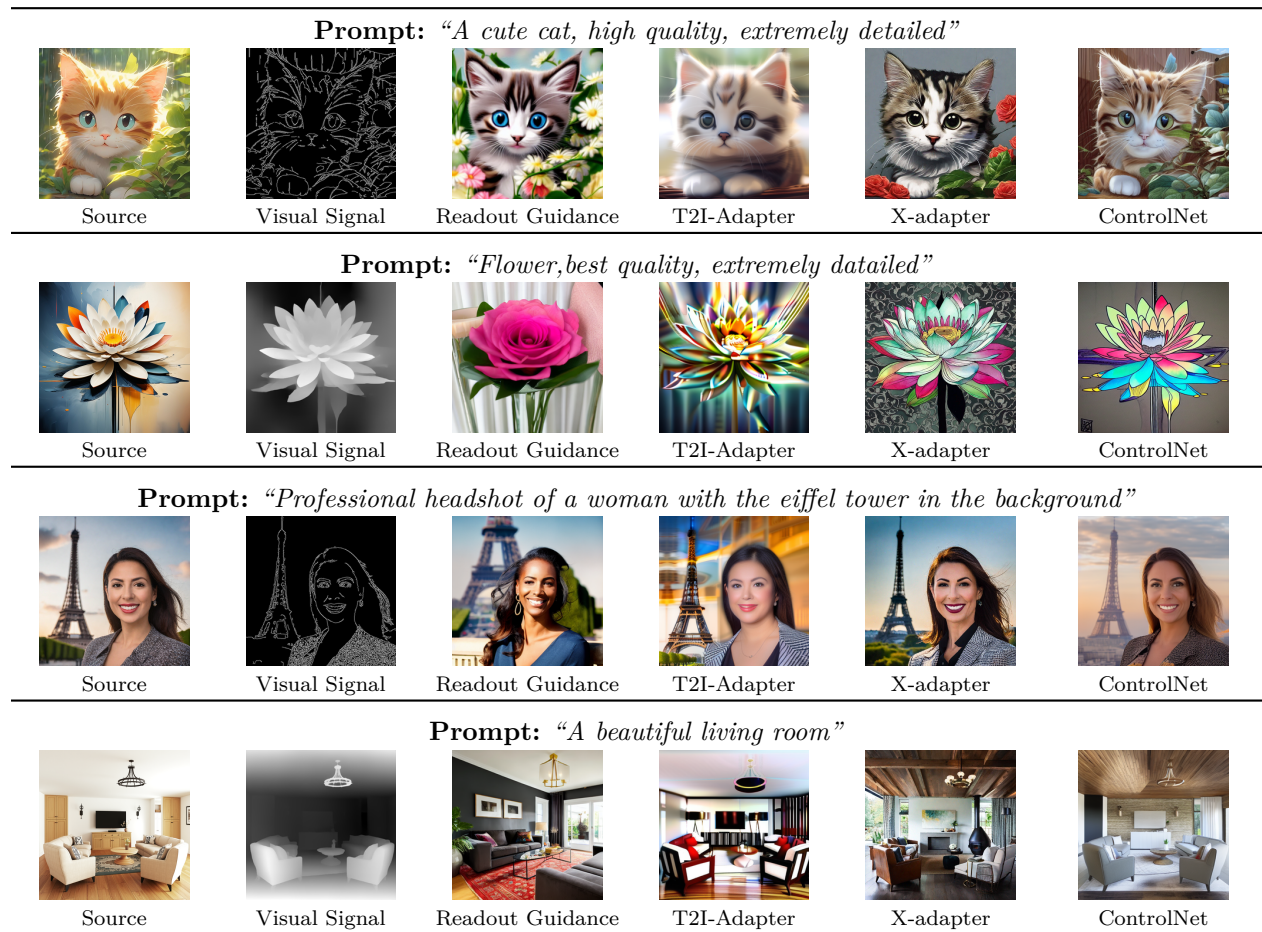 Prompt: “A cute cat, high quality, extremely detailed”
Source Visual Signal Readout Guidance T2I-Adapter X-adapter ControlNet
Prompt: “Flower,best quality, extremely datailed”
Source Visual Signal Readout Guidance T2I-Adapter X-adapter ControlNet
Prompt: “Professional headshot of a woman with the eiffel tower in the background”
Source Visual Signal Readout Guidance T2I-Adapter X-adapter ControlNet
Prompt: “A beautiful living room”
Source Visual Signal Readout Guidance T2I-Adapter X-adapter ControlNet